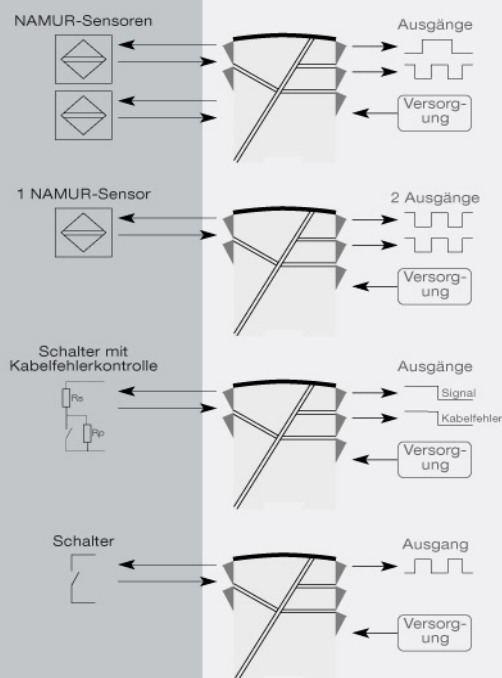 NAMUR-Sensoren
Ausgänge
Versorg-
ung
1 NAMUR-Sensor
2 Ausgänge
Versorg-
ung
Schalter mit
Kabelfehlerkontrolle
Rs
Rp
Ausgänge
Signal
Kabelfehler
Versorg-
ung
Schalter
Ausgang
Versorg-
ung